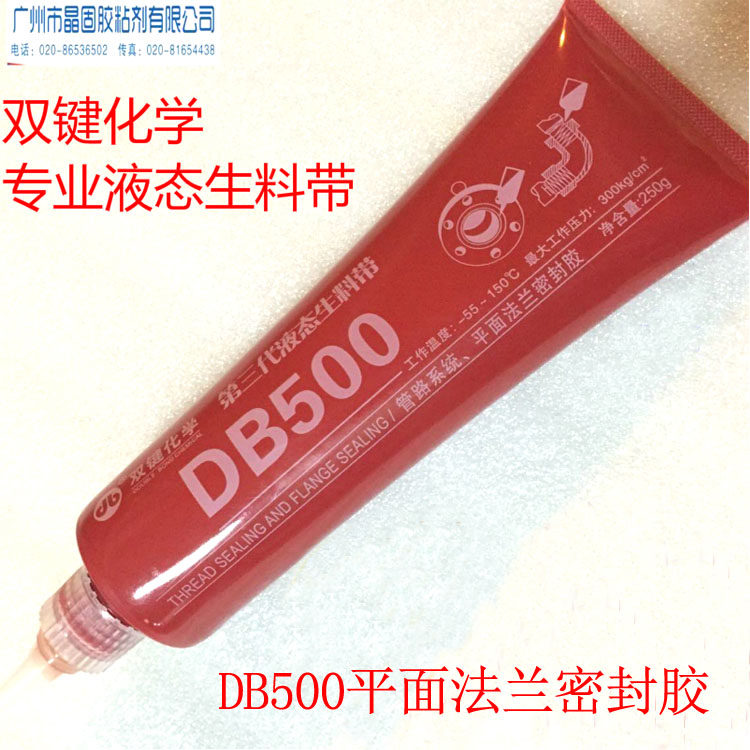 广州市晶固胶粘剂有限公司
电话：020-86536502 传真：020-81654438
双键化学
专业液态生料带
双键化学
DOUBLE BOND CHEMICAL
第三代液态生料带
DB500
工作温度：-55~150℃ 最大工作压力：300kg/cm² 净含量:250g
THREAD SEALING AND FLANGE SEALING / 管路系统、平面法兰密封胶
DB500平面法兰密封胶